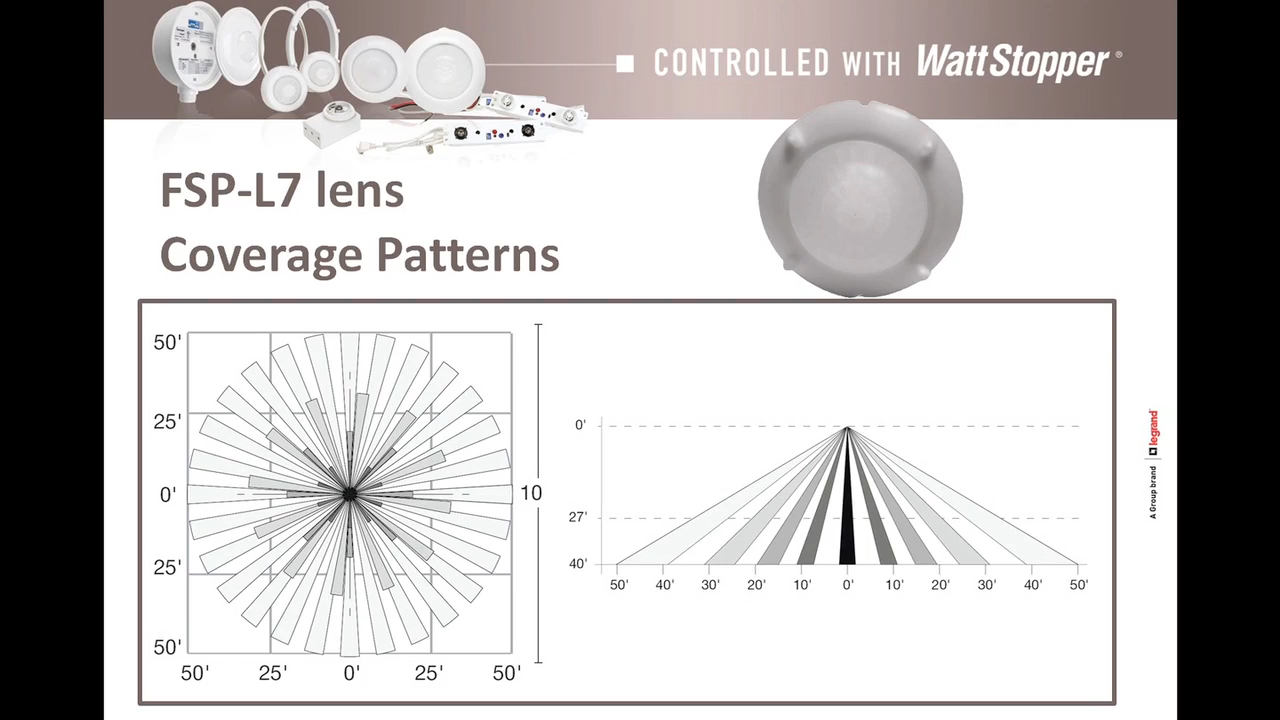 CONTROLLED WITH WattStopper®
FSP-L7 lens
Coverage Patterns
50'
25'
0'
25'
50'
50' 25' 0' 25' 50'
10
0'
27'
40'
50' 40' 30' 20' 10' 0' 10' 20' 30' 40' 50'
A Group brand legrand